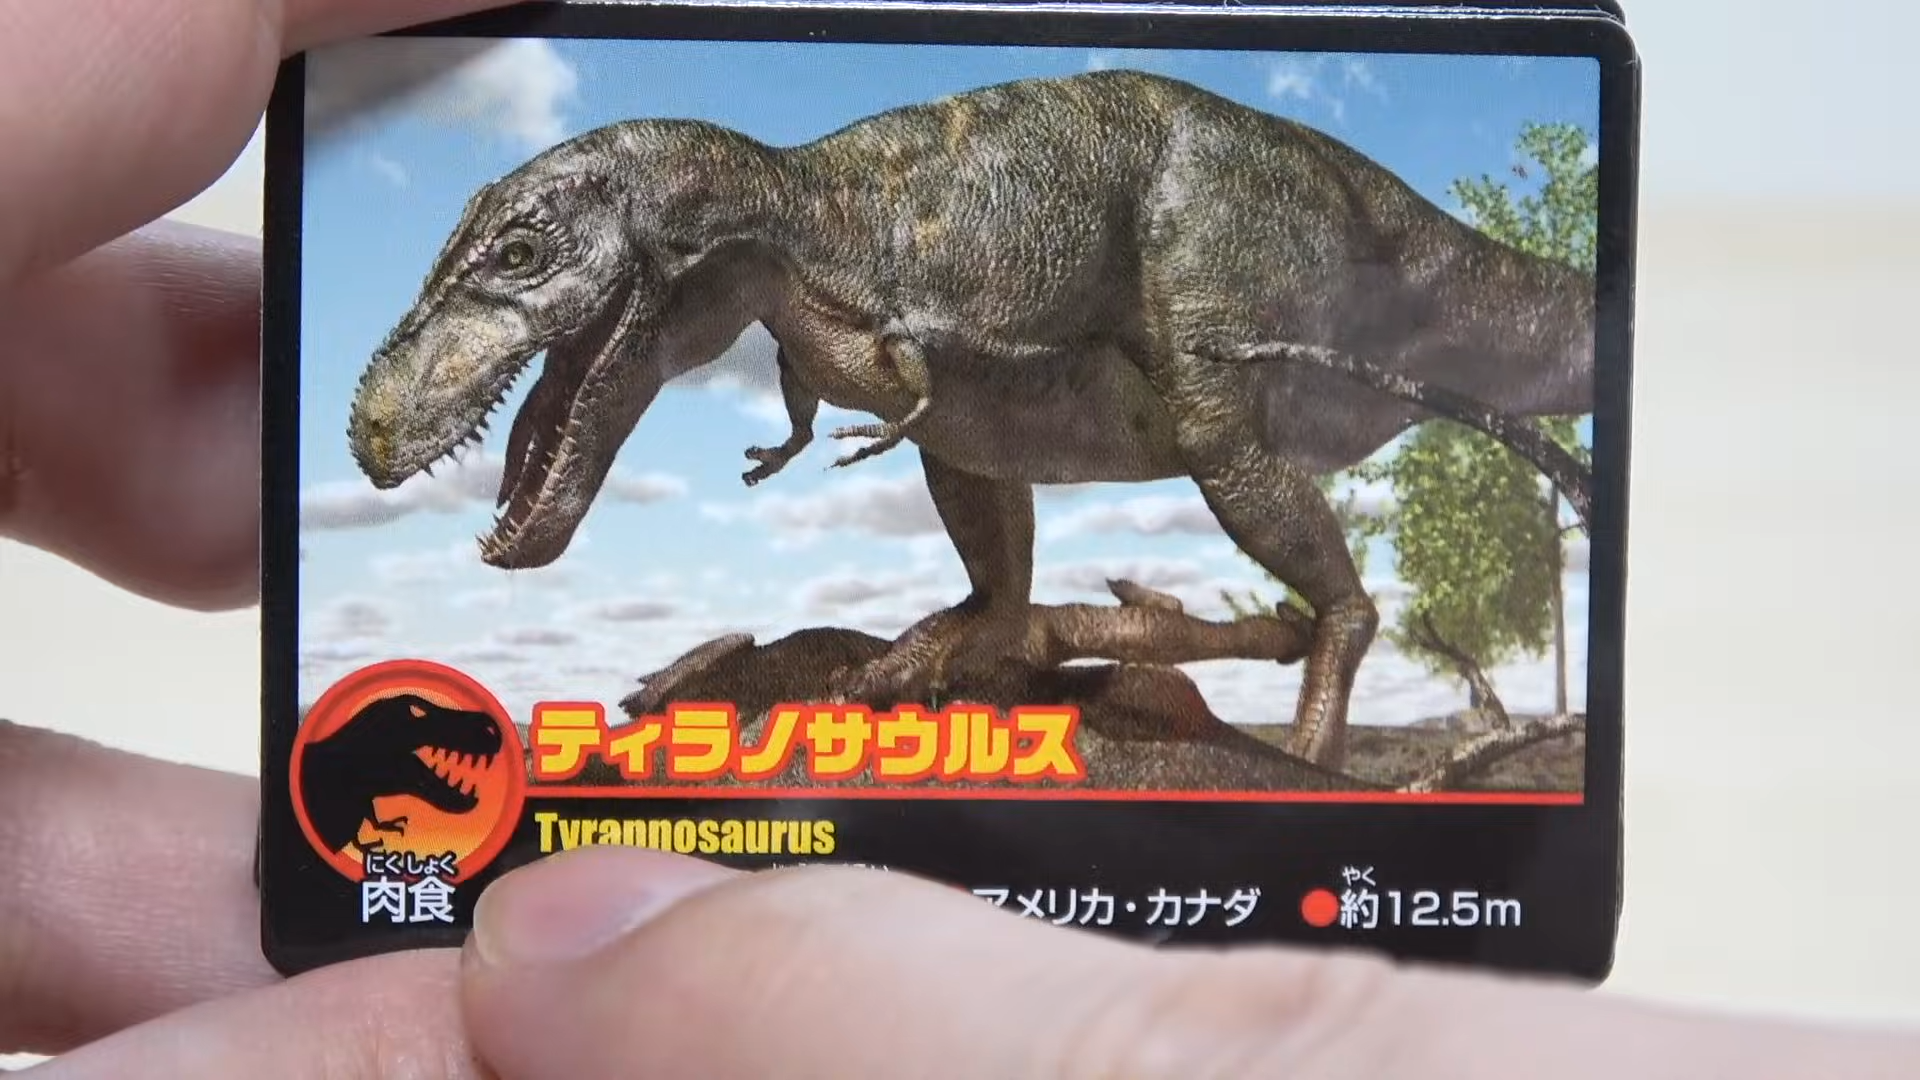 ティラノサウルス
Tyrannosaurus
にくしょく
肉食
アメリカ・カナダ
やく
約12.5m